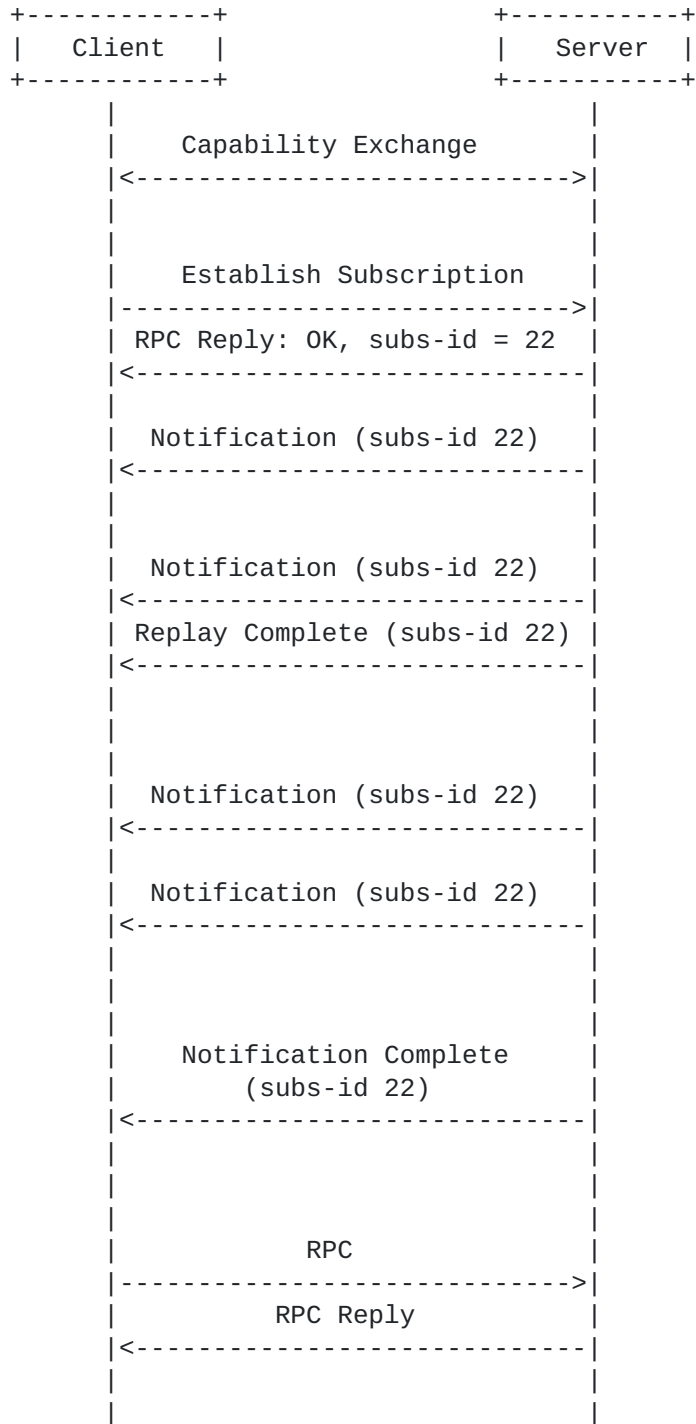 Client Server
Capability Exchange
Establish Subscription
RPC Reply: OK, subs-id = 22
Notification (subs-id 22)
Notification (subs-id 22)
Replay Complete (subs-id 22)
Notification (subs-id 22)
Notification (subs-id 22)
Notification Complete
(subs-id 22)
RPC
RPC Reply